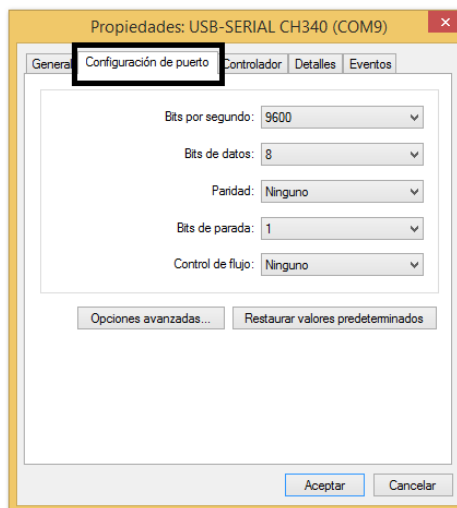 Propiedades: USB-SERIAL CH340 (COM9)
General Configuración de puerto Controlador Detalles Eventos
Bits por segundo: 9600
Bits de datos: 8
Paridad: Ninguno
Bits de parada: 1
Control de flujo: Ninguno
Opciones avanzadas... Restaurar valores predeterminados
Aceptar Cancelar